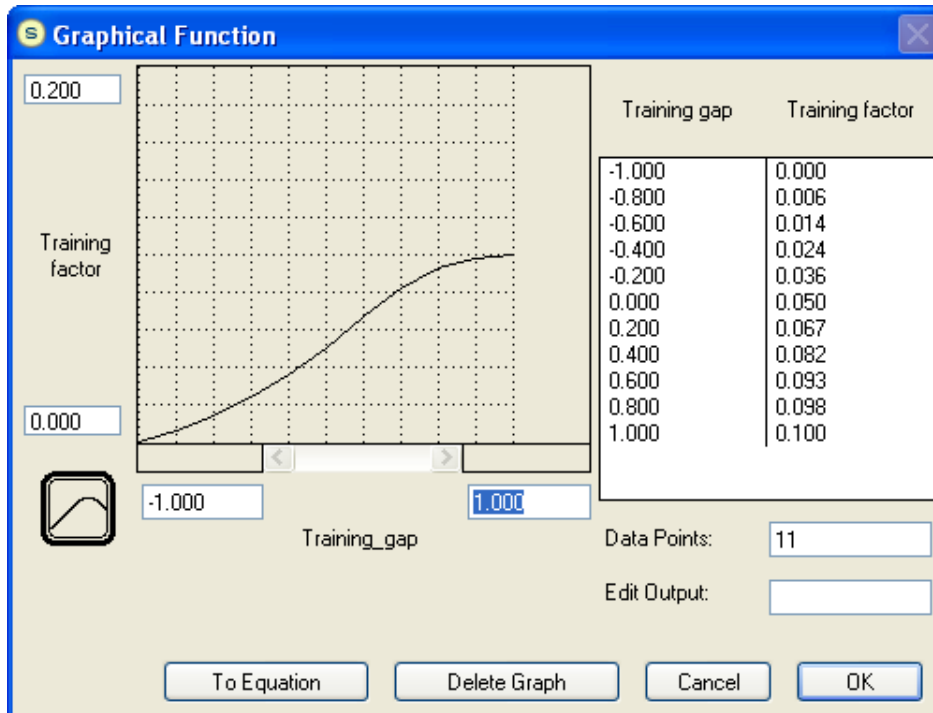 S Graphical Function
0.200
Training
factor
0.000
-1.000
1.000
Training_gap
Training gap Training factor
-1.000 0.000
-0.800 0.006
-0.600 0.014
-0.400 0.024
-0.200 0.036
0.000 0.050
0.200 0.067
0.400 0.082
0.600 0.093
0.800 0.098
1.000 0.100
Data Points: 11
Edit Output:
To Equation Delete Graph Cancel OK